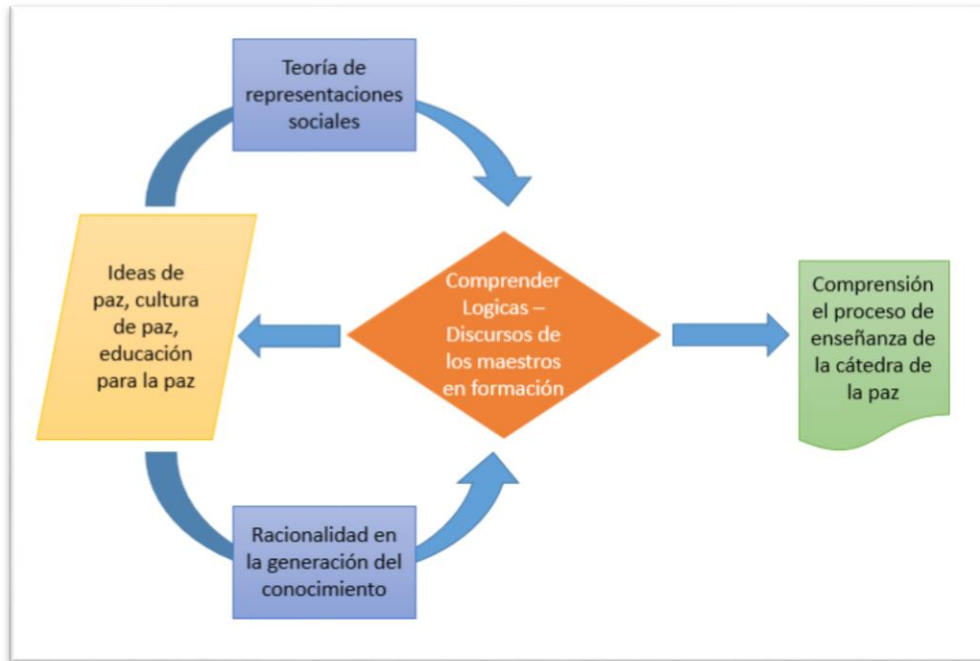 Teoría de
representaciones
sociales
Ideas de
paz, cultura
de paz,
educación
para la paz
Comprender
Logicas –
Discursos de
los maestros
en formación
Comprensión
el proceso de
enseñanza de
la cátedra de
la paz
Racionalidad en
la generación del
conocimiento